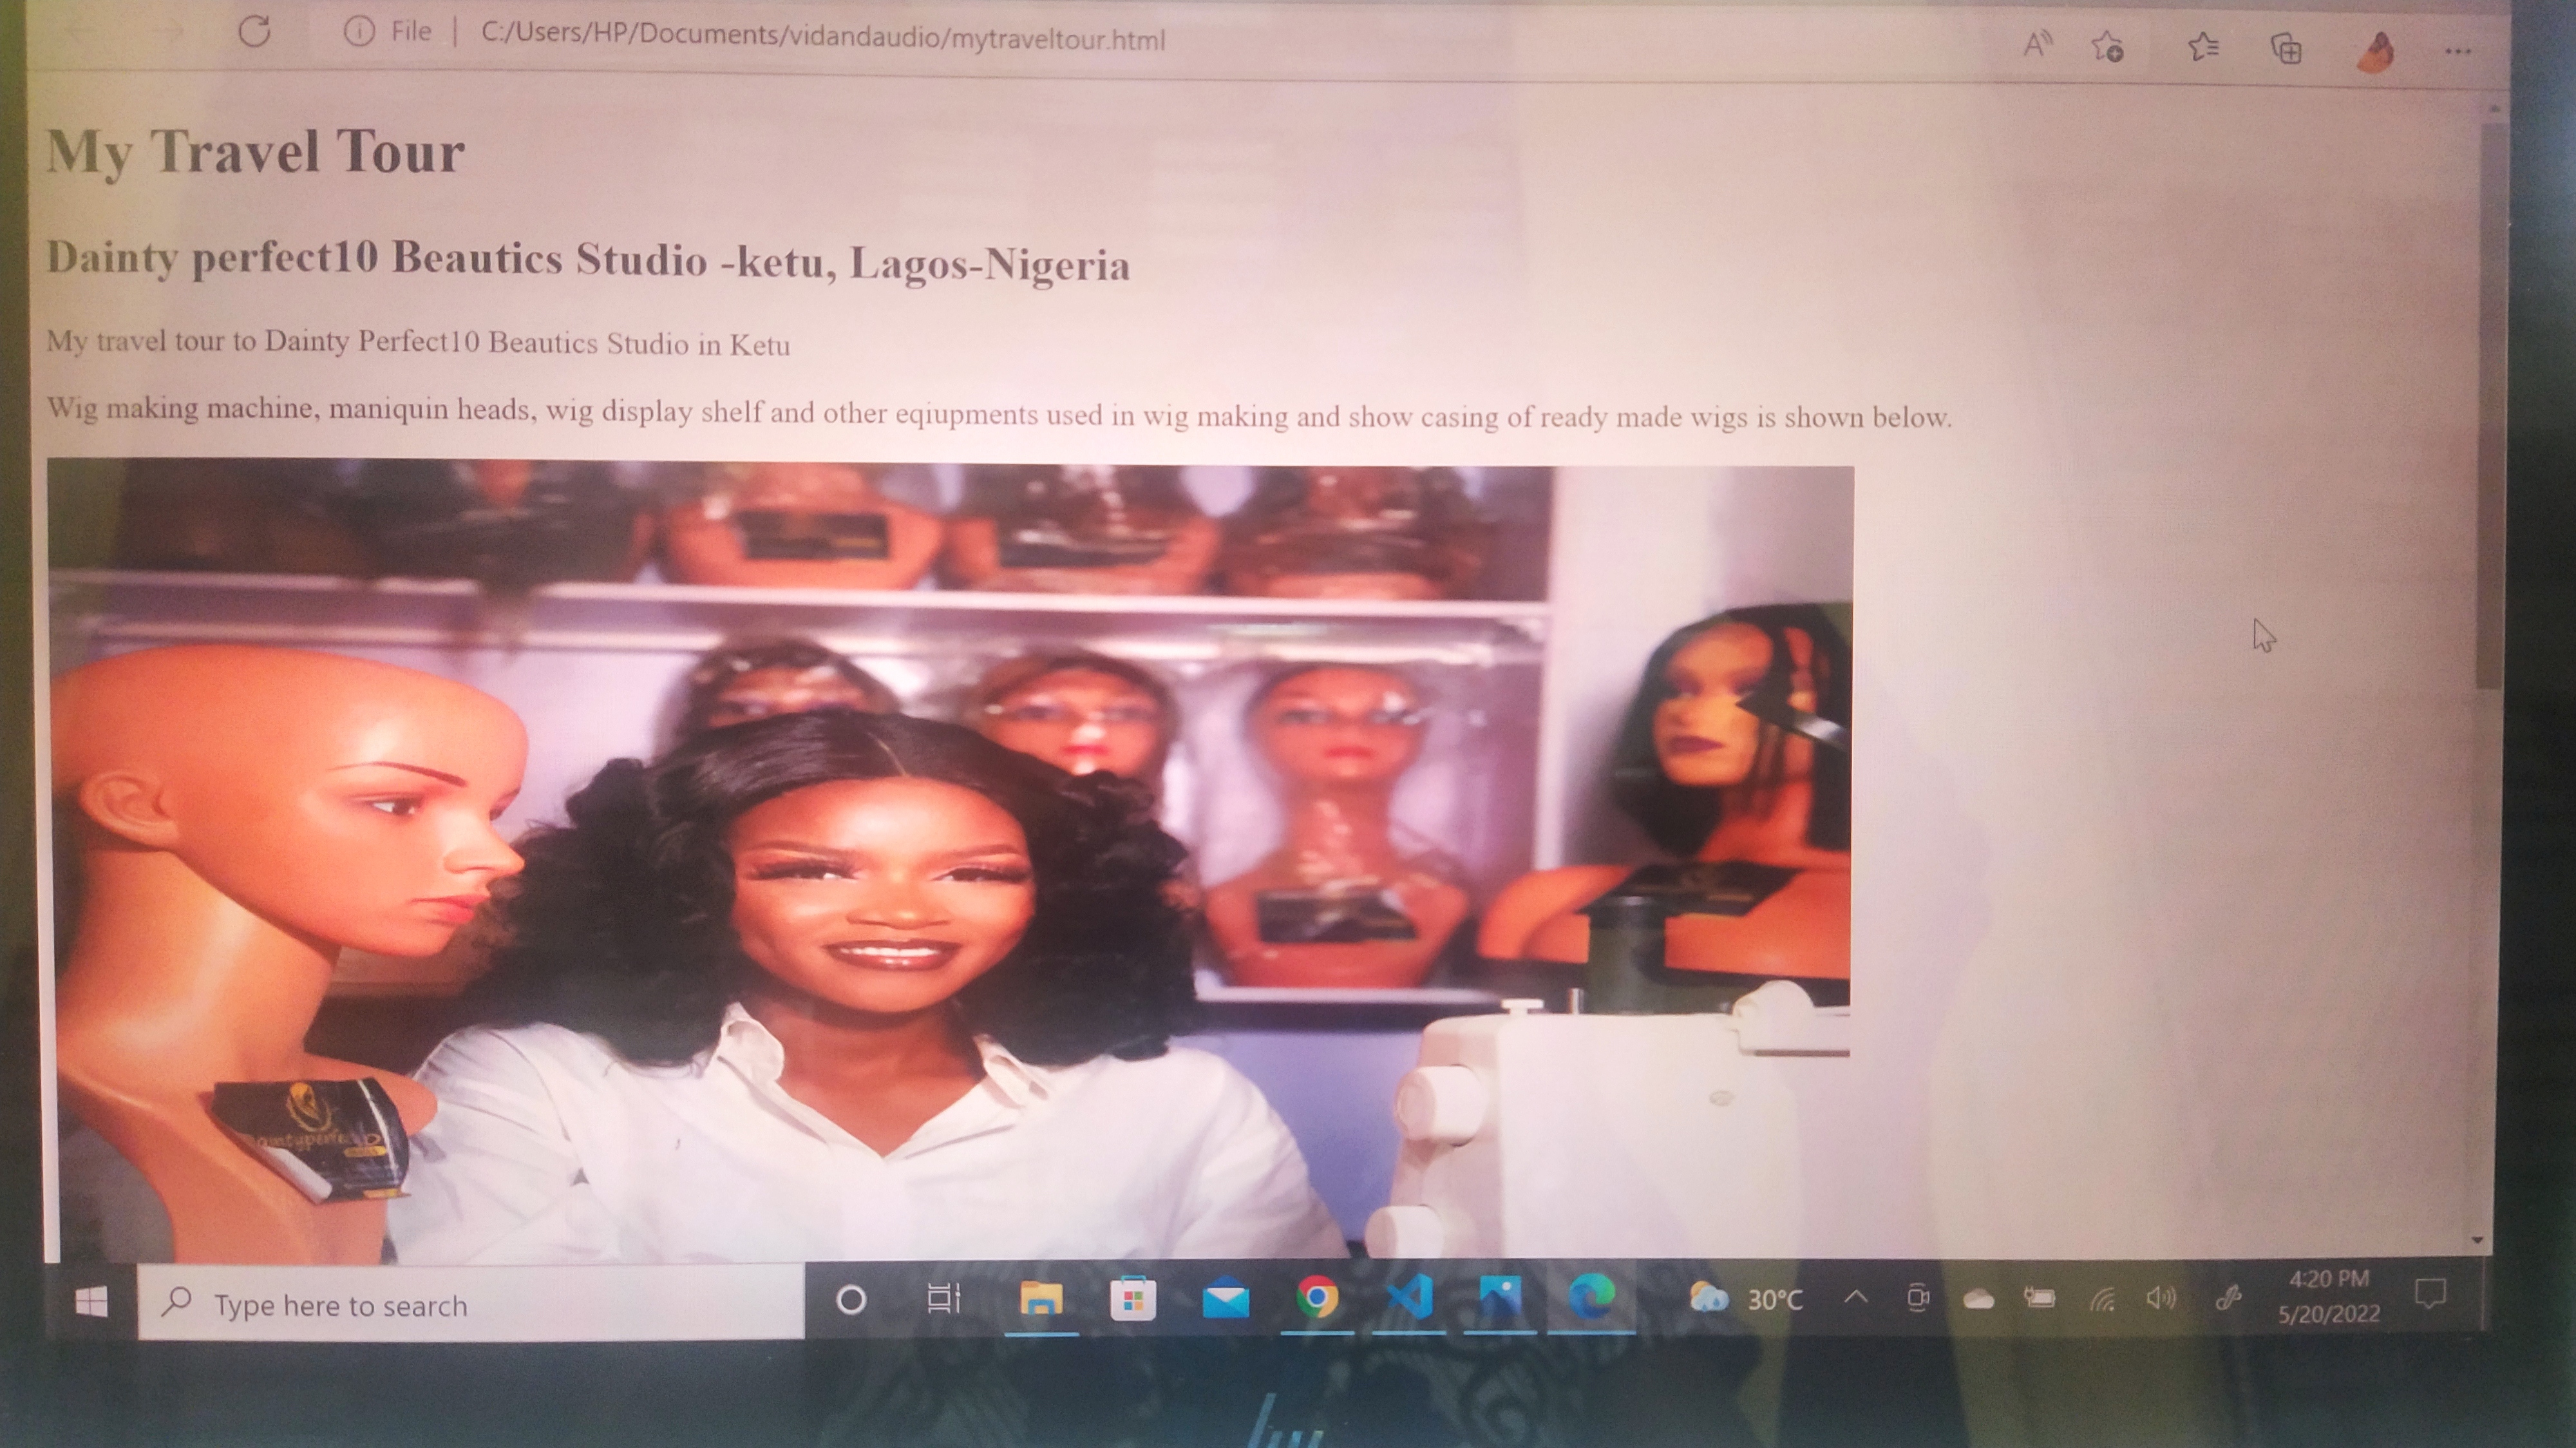 File | C:/Users/HP/Documents/vidandaudio/mytraveltour.html
My Travel Tour
Dainty perfect10 Beautics Studio -ketu, Lagos-Nigeria
My travel tour to Dainty Perfect10 Beautics Studio in Ketu
Wig making machine, maniquin heads, wig display shelf and other eqiupments used in wig making and show casing of ready made wigs is shown below.
Type here to search
30°C
4:20 PM
5/20/2022
hp